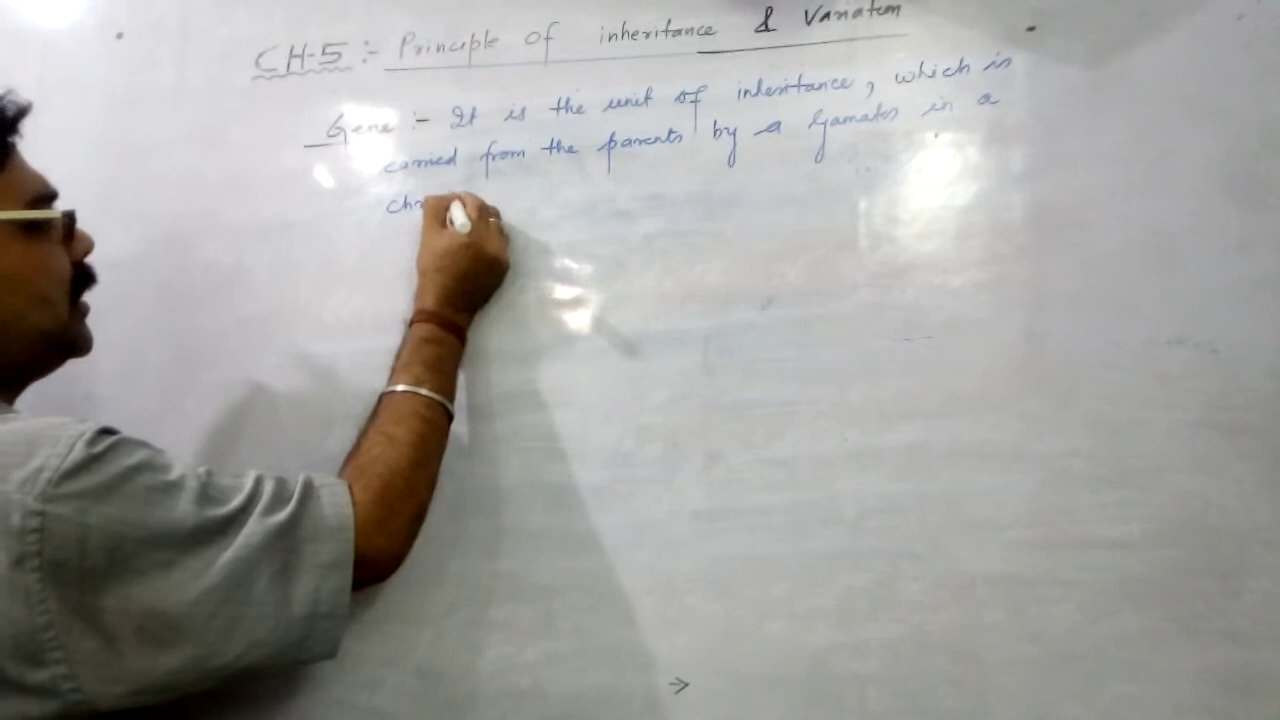 CH-5 :- Principle of inheritance & Variation
Gene :- It is the unit of inheritance, which is
carried from the parents by a Gamates in a
chr